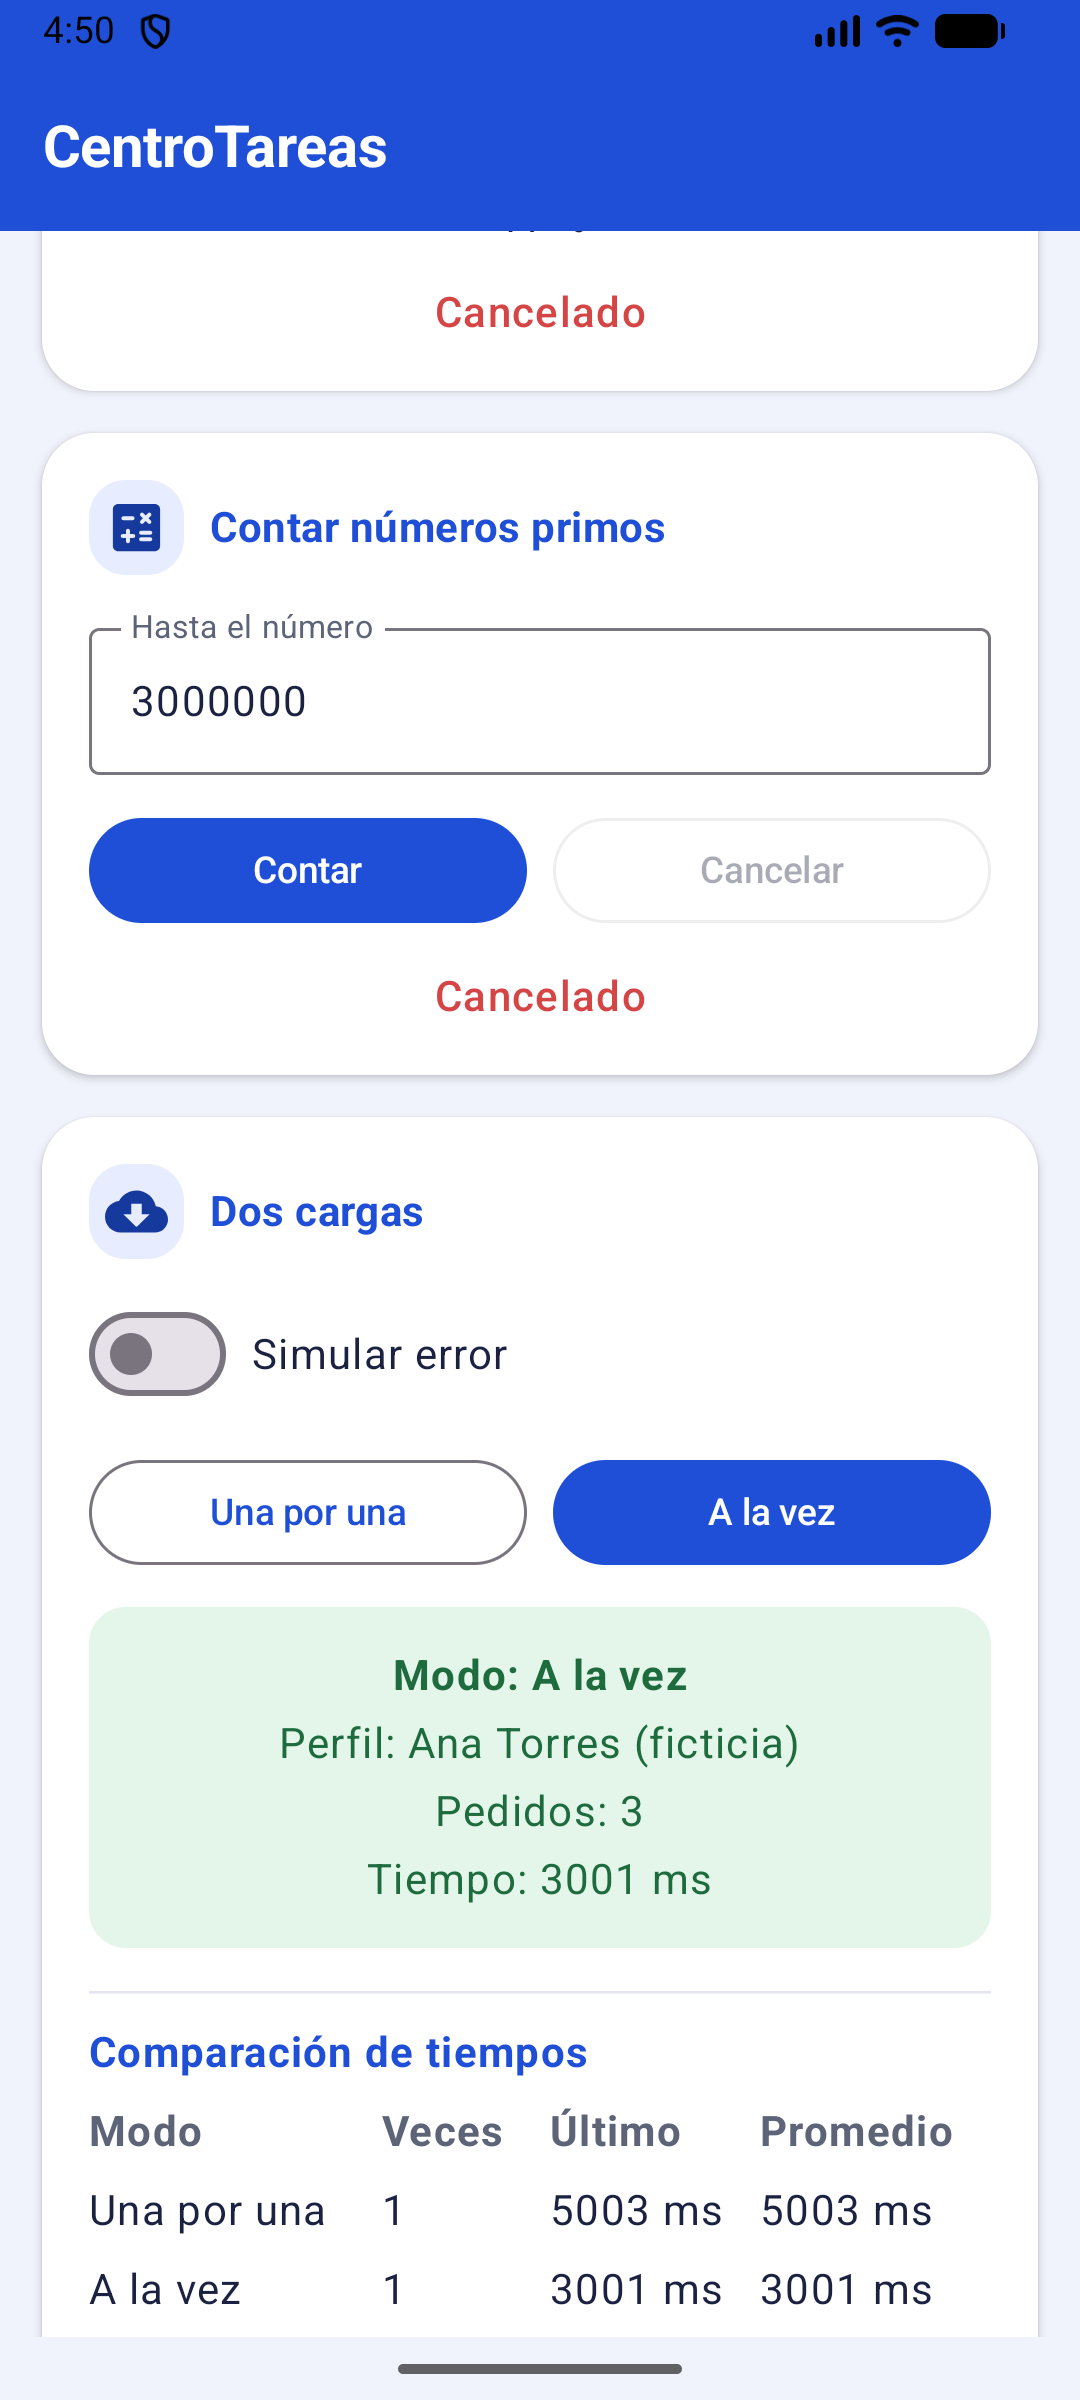 4:50
CentroTareas
Cancelado
Contar números primos
Hasta el número
3000000
Contar Cancelar
Cancelado
Dos cargas
Simular error
Una por una A la vez
Modo: A la vez
Perfil: Ana Torres (ficticia)
Pedidos: 3
Tiempo: 3001 ms
Comparación de tiempos
Modo Veces Último Promedio
Una por una 1 5003 ms 5003 ms
A la vez 1 3001 ms 3001 ms